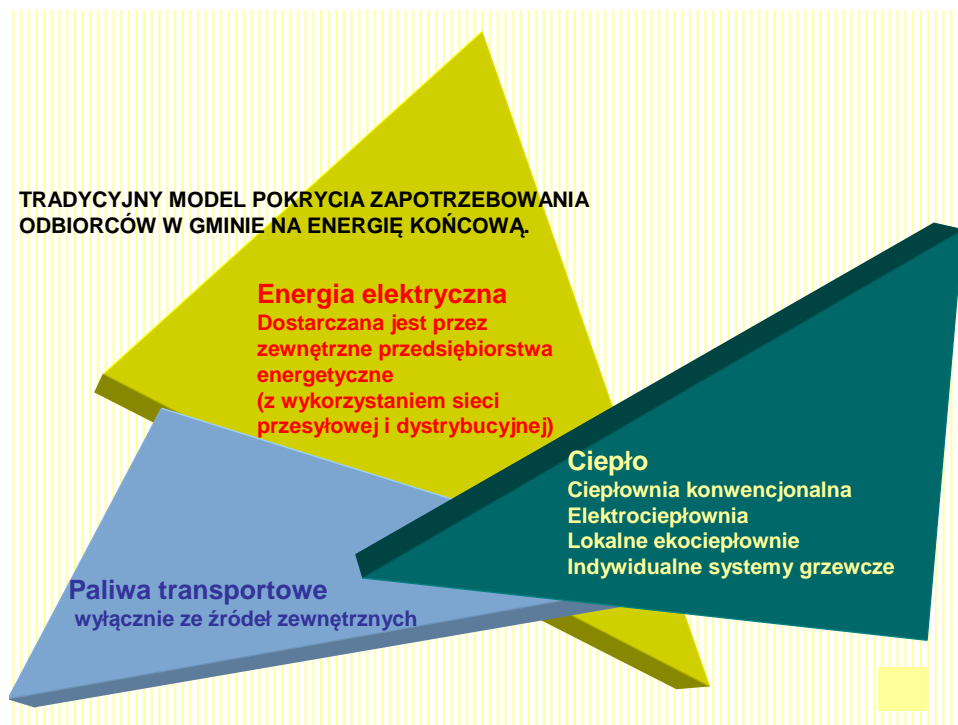 TRADYCYJNY MODEL POKRYCIA ZAPOTRZEBOWANIA
ODBIORCÓW W GMINIE NA ENERGIĘ KOŃCOWĄ.
Energia elektryczna
Dostarczana jest przez
zewnętrzne przedsiębiorstwa
energetyczne
(z wykorzystaniem sieci
przesyłowej i dystrybucyjnej)
Ciepło
Ciepłownia konwencjonalna
Elektrociepłownia
Lokalne ekociepłownie
Indywidualne systemy grzewcze
Paliwa transportowe
wyłącznie ze źródeł zewnętrznych